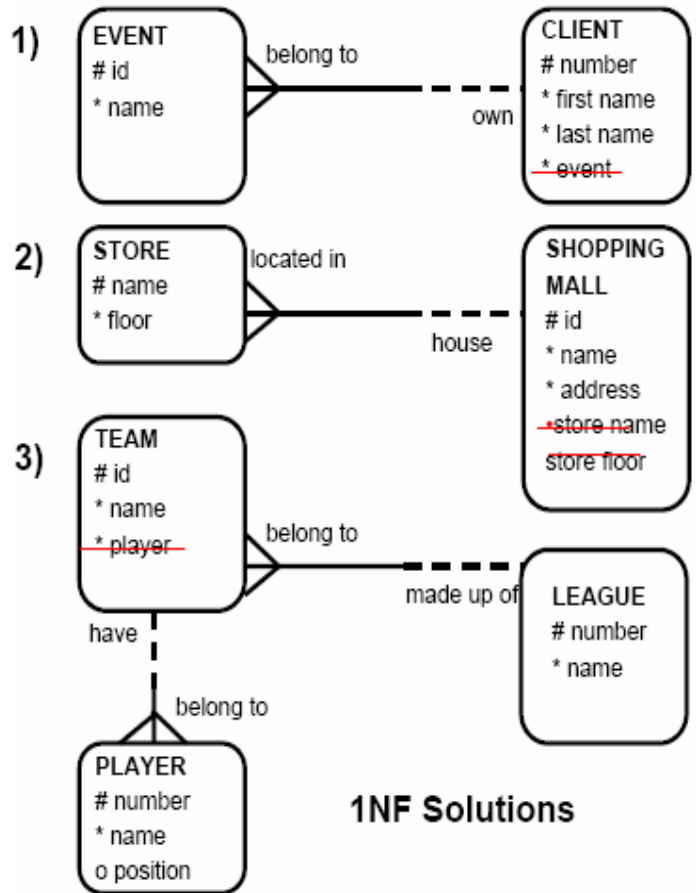 1)
EVENT
# id
* name
belong to
own
CLIENT
# number
* first name
* last name
* event
2)
STORE
# name
* floor
located in
house
SHOPPING
MALL
# id
* name
* address
•store name
store floor
3)
TEAM
# id
* name
* player
belong to
made up of
LEAGUE
# number
* name
have
belong to
PLAYER
# number
* name
o position
1NF Solutions